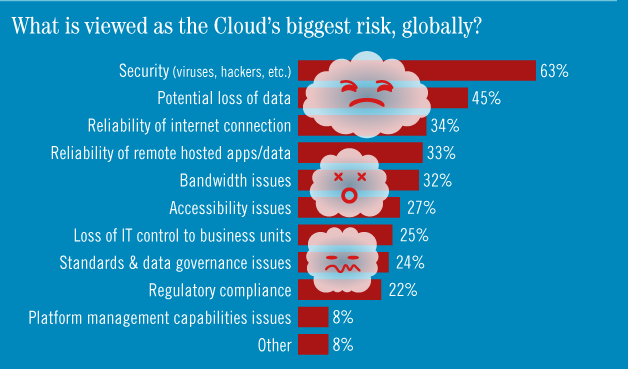 What is viewed as the Cloud's biggest risk, globally?
Security (viruses, hackers, etc.) 63%
Potential loss of data 45%
Reliability of internet connection 34%
Reliability of remote hosted apps/data 33%
Bandwidth issues 32%
Accessibility issues 27%
Loss of IT control to business units 25%
Standards & data governance issues 24%
Regulatory compliance 22%
Platform management capabilities issues 8%
Other 8%